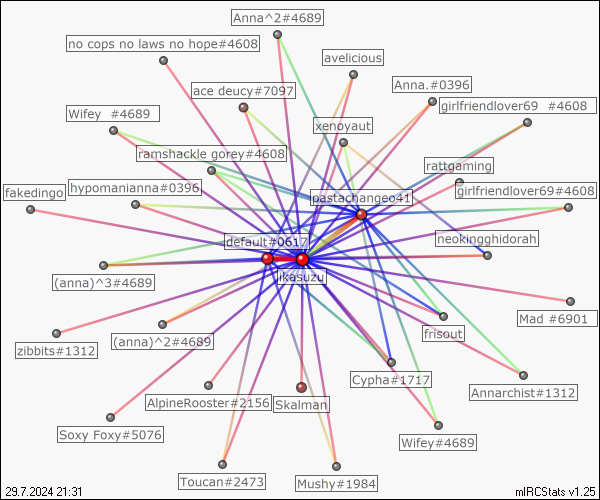 Anna^2#4689
no cops no laws no hope#4608
avelicious
ace deucy#7097
Anna.#0396
girlfriendlover69   #4608
Wifey   #4689
xenoyaut
ramshackle gorey#4608
rattgaming
fakedingo
hypomanianna#0396
pastachangeo41
girlfriendlover69#4608
default#0617
neokingghidorah
ikasuzu
(anna)^3#4689
Mad   #6901
frisout
zibbits#1312
(anna)^2#4689
Cypha#1717
Annarchist#1312
AlpineRooster#2156
Skalman
Soxy Foxy#5076
Wifey#4689
Toucan#2473
Mushy#1984
29.7.2024 21:31
mIRCStats v1.25